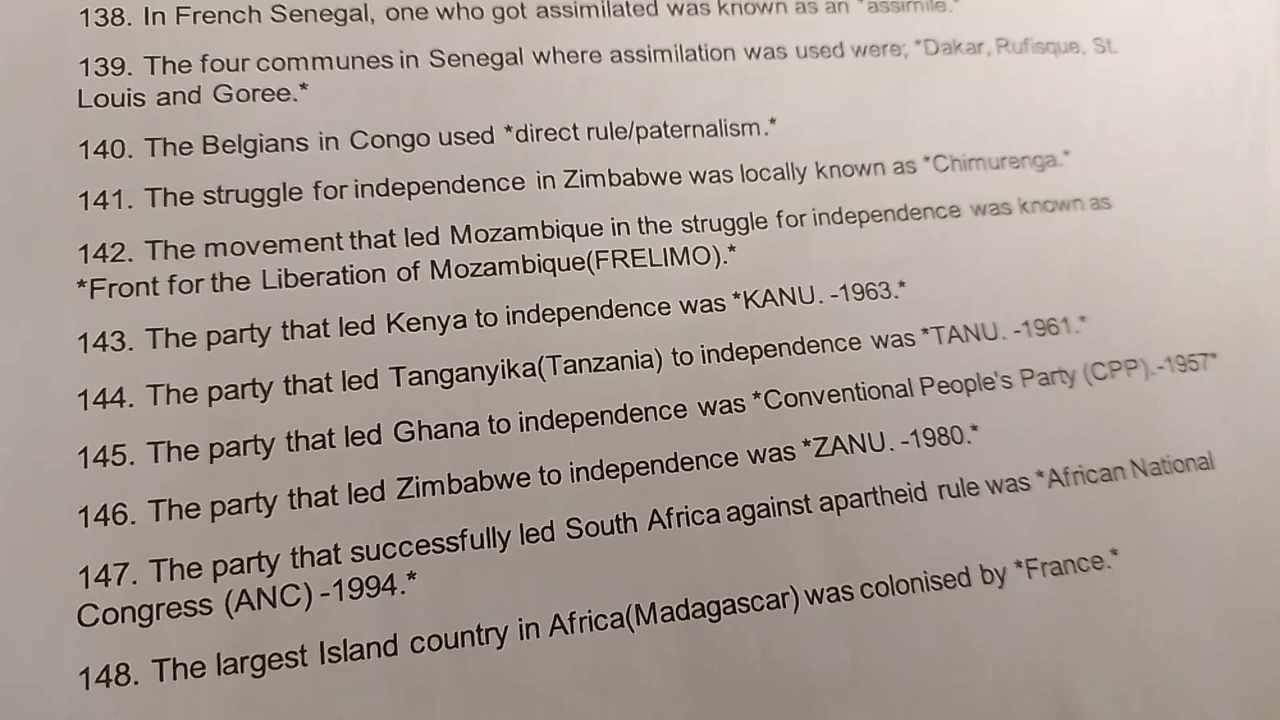 138. In French Senegal, one who got assimilated was known as an *assimile.*
139. The four communes in Senegal where assimilation was used were; *Dakar, Rufisque, St.
Louis and Goree.*
140. The Belgians in Congo used *direct rule/paternalism.*
141. The struggle for independence in Zimbabwe was locally known as *Chimurenga.*
142. The movement that led Mozambique in the struggle for independence was known as
*Front for the Liberation of Mozambique(FRELIMO).*
143. The party that led Kenya to independence was *KANU. -1963.*
144. The party that led Tanganyika(Tanzania) to independence was *TANU. -1961.*
145. The party that led Ghana to independence was *Conventional People's Party (CPP).-1957*
146. The party that led Zimbabwe to independence was *ZANU. -1980.*
147. The party that successfully led South Africa against apartheid rule was *African National
Congress (ANC) -1994.*
148. The largest Island country in Africa(Madagascar) was colonised by *France.*